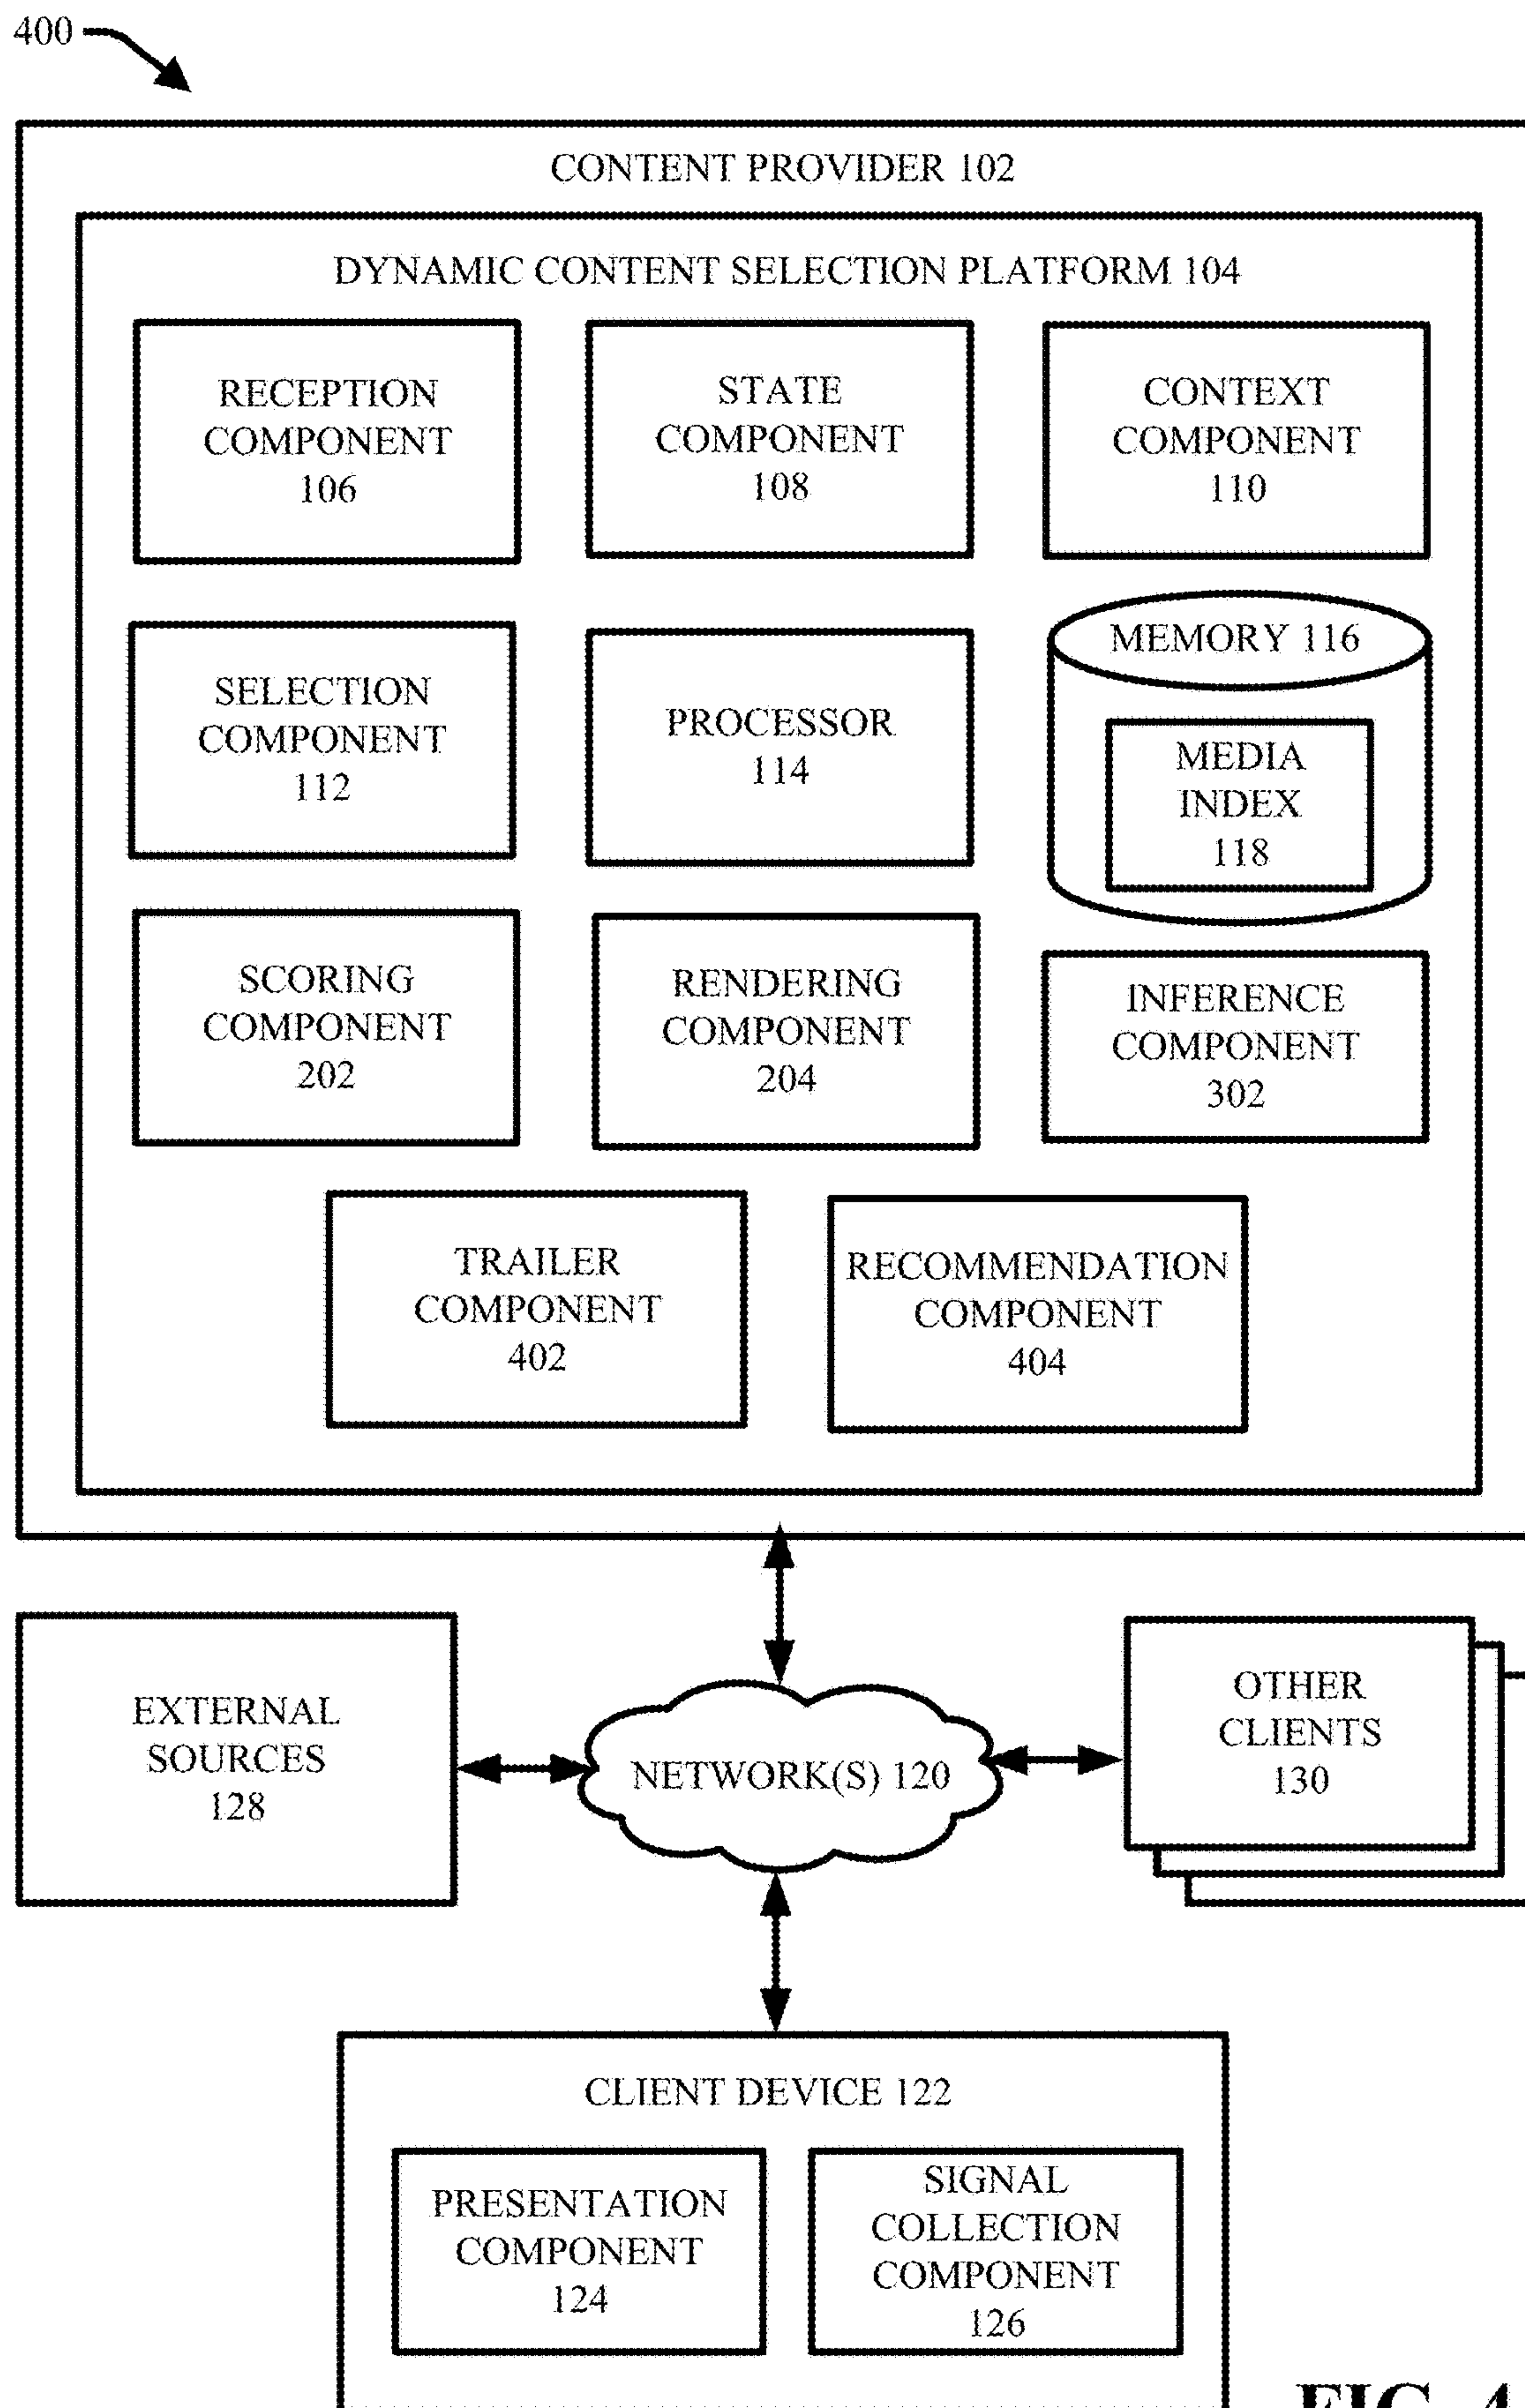 400
CONTENT PROVIDER 102
DYNAMIC CONTENT SELECTION PLATFORM 104
RECEPTION
COMPONENT
106
STATE
COMPONENT
108
CONTEXT
COMPONENT
110
SELECTION
COMPONENT
112
PROCESSOR
114
MEMORY 116
MEDIA
INDEX
118
SCORING
COMPONENT
202
RENDERING
COMPONENT
204
INFERENCE
COMPONENT
302
TRAILER
COMPONENT
402
RECOMMENDATION
COMPONENT
404
EXTERNAL
SOURCES
128
NETWORK(S) 120
OTHER
CLIENTS
130
CLIENT DEVICE 122
PRESENTATION
COMPONENT
124
SIGNAL
COLLECTION
COMPONENT
126
FIG. 4